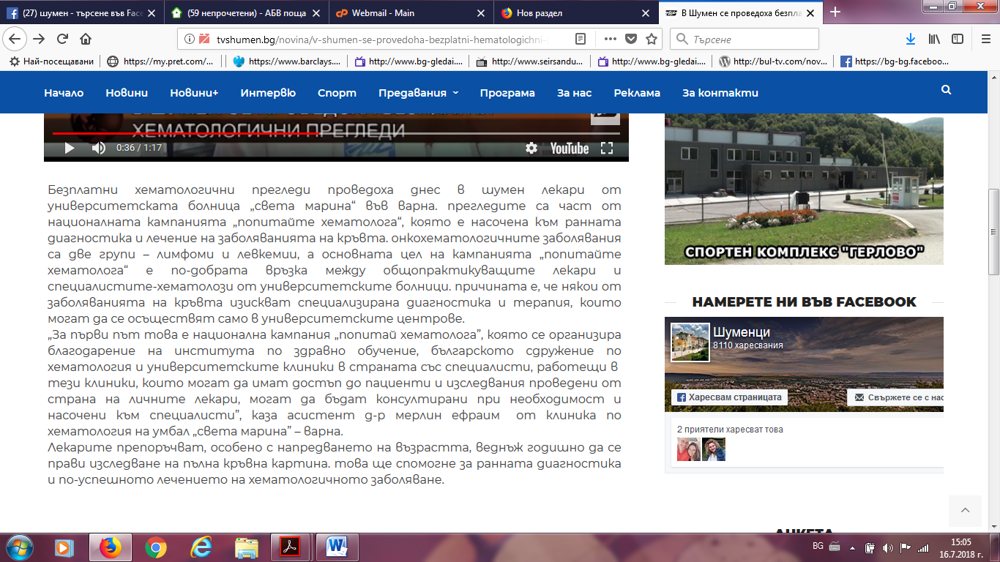 (27) шумен - търсене във Face
(59 непрочетени) - АБВ поща
Webmail - Main
Нов раздел
В Шумен се проведоха безпла
tvshumen.bg/novina/v-shumen-se-provedoha-bezplatni-hematologichni-
Търсене
Най-посещавани
https://my.pret.com/...
https://www.barclays....
http://www.bg-gledai....
http://www.seirsandu...
http://www.bg-gledai....
http://bul-tv.com/nov...
https://bg-bg.faceboo...
Начало Новини Новини+ Интервю Спорт Предавания Програма За нас Реклама За контакти
ХЕМАТОЛОГИЧНИ ПРЕГЛЕДИ
0:36 / 1:17
YouTube
Безплатни хематологични прегледи проведоха днес в шумен лекари от
университетската болница „света марина“ във варна. прегледите са част от
националната кампанията „попитайте хематолога“, която е насочена към ранната
диагностика и лечение на заболяванията на кръвта. онкохематологичните заболявания
са две групи – лимфоми и левкемии, а основната цел на кампанията „попитайте
хематолога“ е по-добрата връзка между общопрактикуващите лекари и
специалистите-хематолози от университетските болници. причината е, че някои от
заболяванията на кръвта изискват специализирана диагностика и терапия, които
могат да се осъществят само в университетските центрове.
„За първи път това е национална кампания „попитай хематолога”, която се организира
благодарение на института по здравно обучение, българското сдружение по
хематология и университетските клиники в страната със специалисти, работещи в
тези клиники, които могат да имат достъп до пациенти и изследвания проведени от
страна на личните лекари, могат да бъдат консултирани при необходимост и
насочени към специалисти”, каза асистент д-р мерлин ефраим от клиника по
хематология на умбал „света марина” – варна.
Лекарите препоръчват, особено с напредването на възрастта, веднъж годишно да се
прави изследване на пълна кръвна картина. това ще спомогне за ранната диагностика
и по-успешното лечението на хематологичното заболяване.
СПОРТЕН КОМПЛЕКС "ГЕРЛОВО"
НАМЕРЕТЕ НИ ВЪВ FACEBOOK
Шуменци
8110 харесвания
Харесвам страницата
Свържете се с нас
2 приятели харесват това
АНКЕТА
BG
15:05
16.7.2018 г.